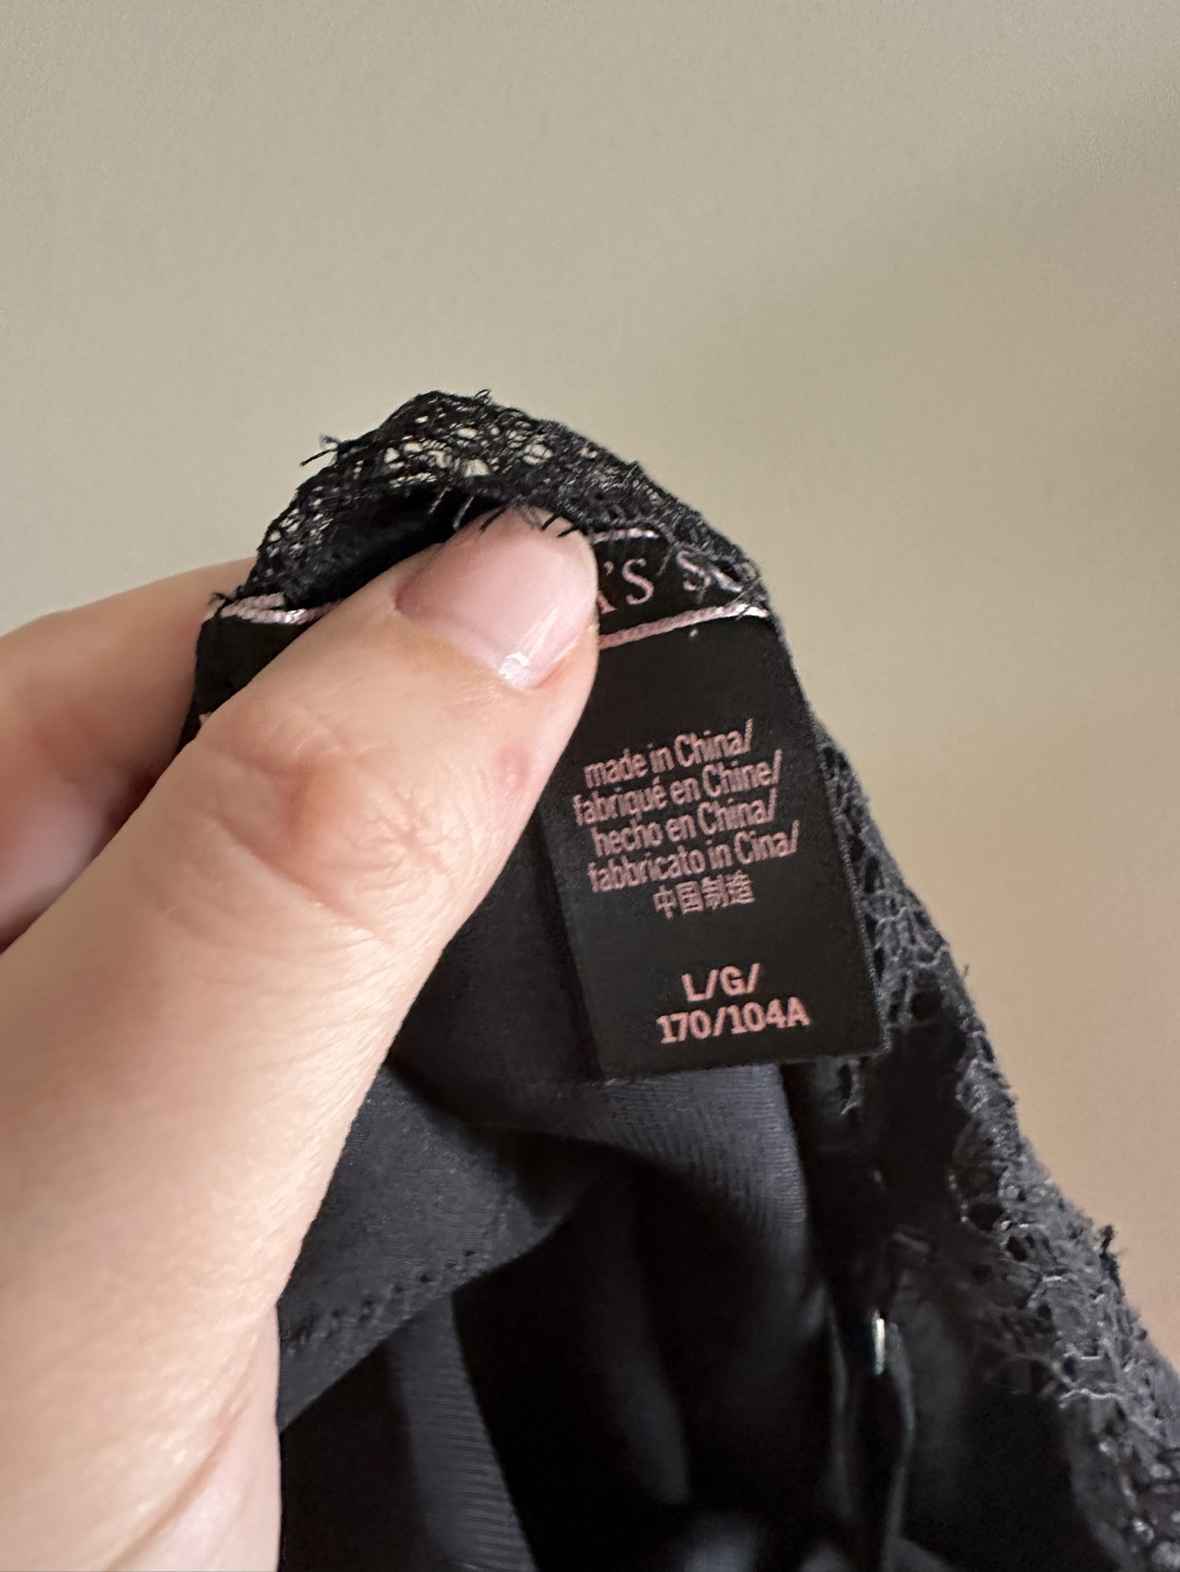 'S
made in China/
fabriqué en Chine/
hecho en China/
fabbricato in Cina/
中国制造
L/G/
170/104A